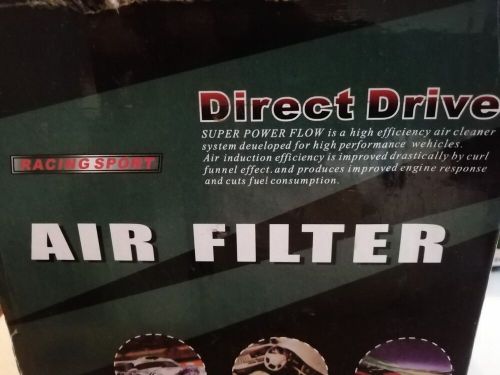 Direct Drive
SUPER POWER FLOW is a high efficiency air cleaner
system deueloped for high performance wehicles.
Air induction efficiency is improved drastically by curl
funnel effect.and produces improved engine response
and cuts fuel consumption.
RACING SPORT
AIR FILTER